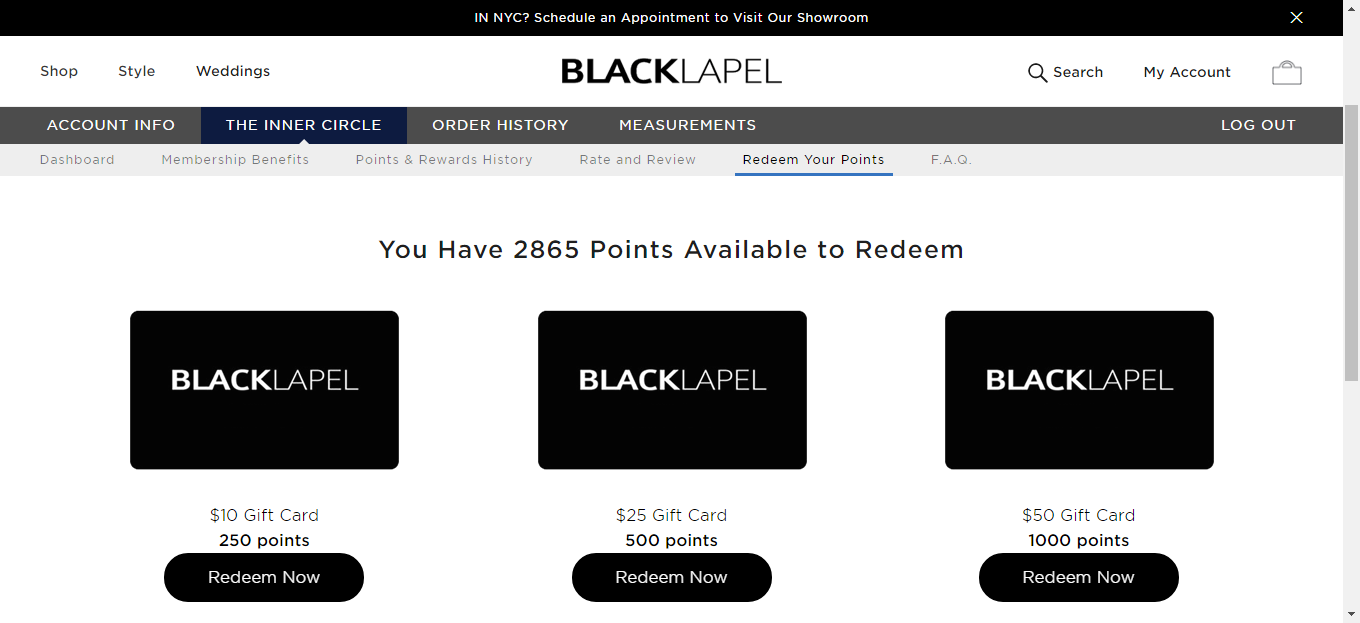 IN NYC? Schedule an Appointment to Visit Our Showroom
Shop Style Weddings BLACKLAPEL Search My Account
ACCOUNT INFO THE INNER CIRCLE ORDER HISTORY MEASUREMENTS LOG OUT
Dashboard Membership Benefits Points & Rewards History Rate and Review Redeem Your Points F.A.Q.
You Have 2865 Points Available to Redeem
BLACKLAPEL BLACKLAPEL BLACKLAPEL
$10 Gift Card $25 Gift Card $50 Gift Card
250 points 500 points 1000 points
Redeem Now Redeem Now Redeem Now